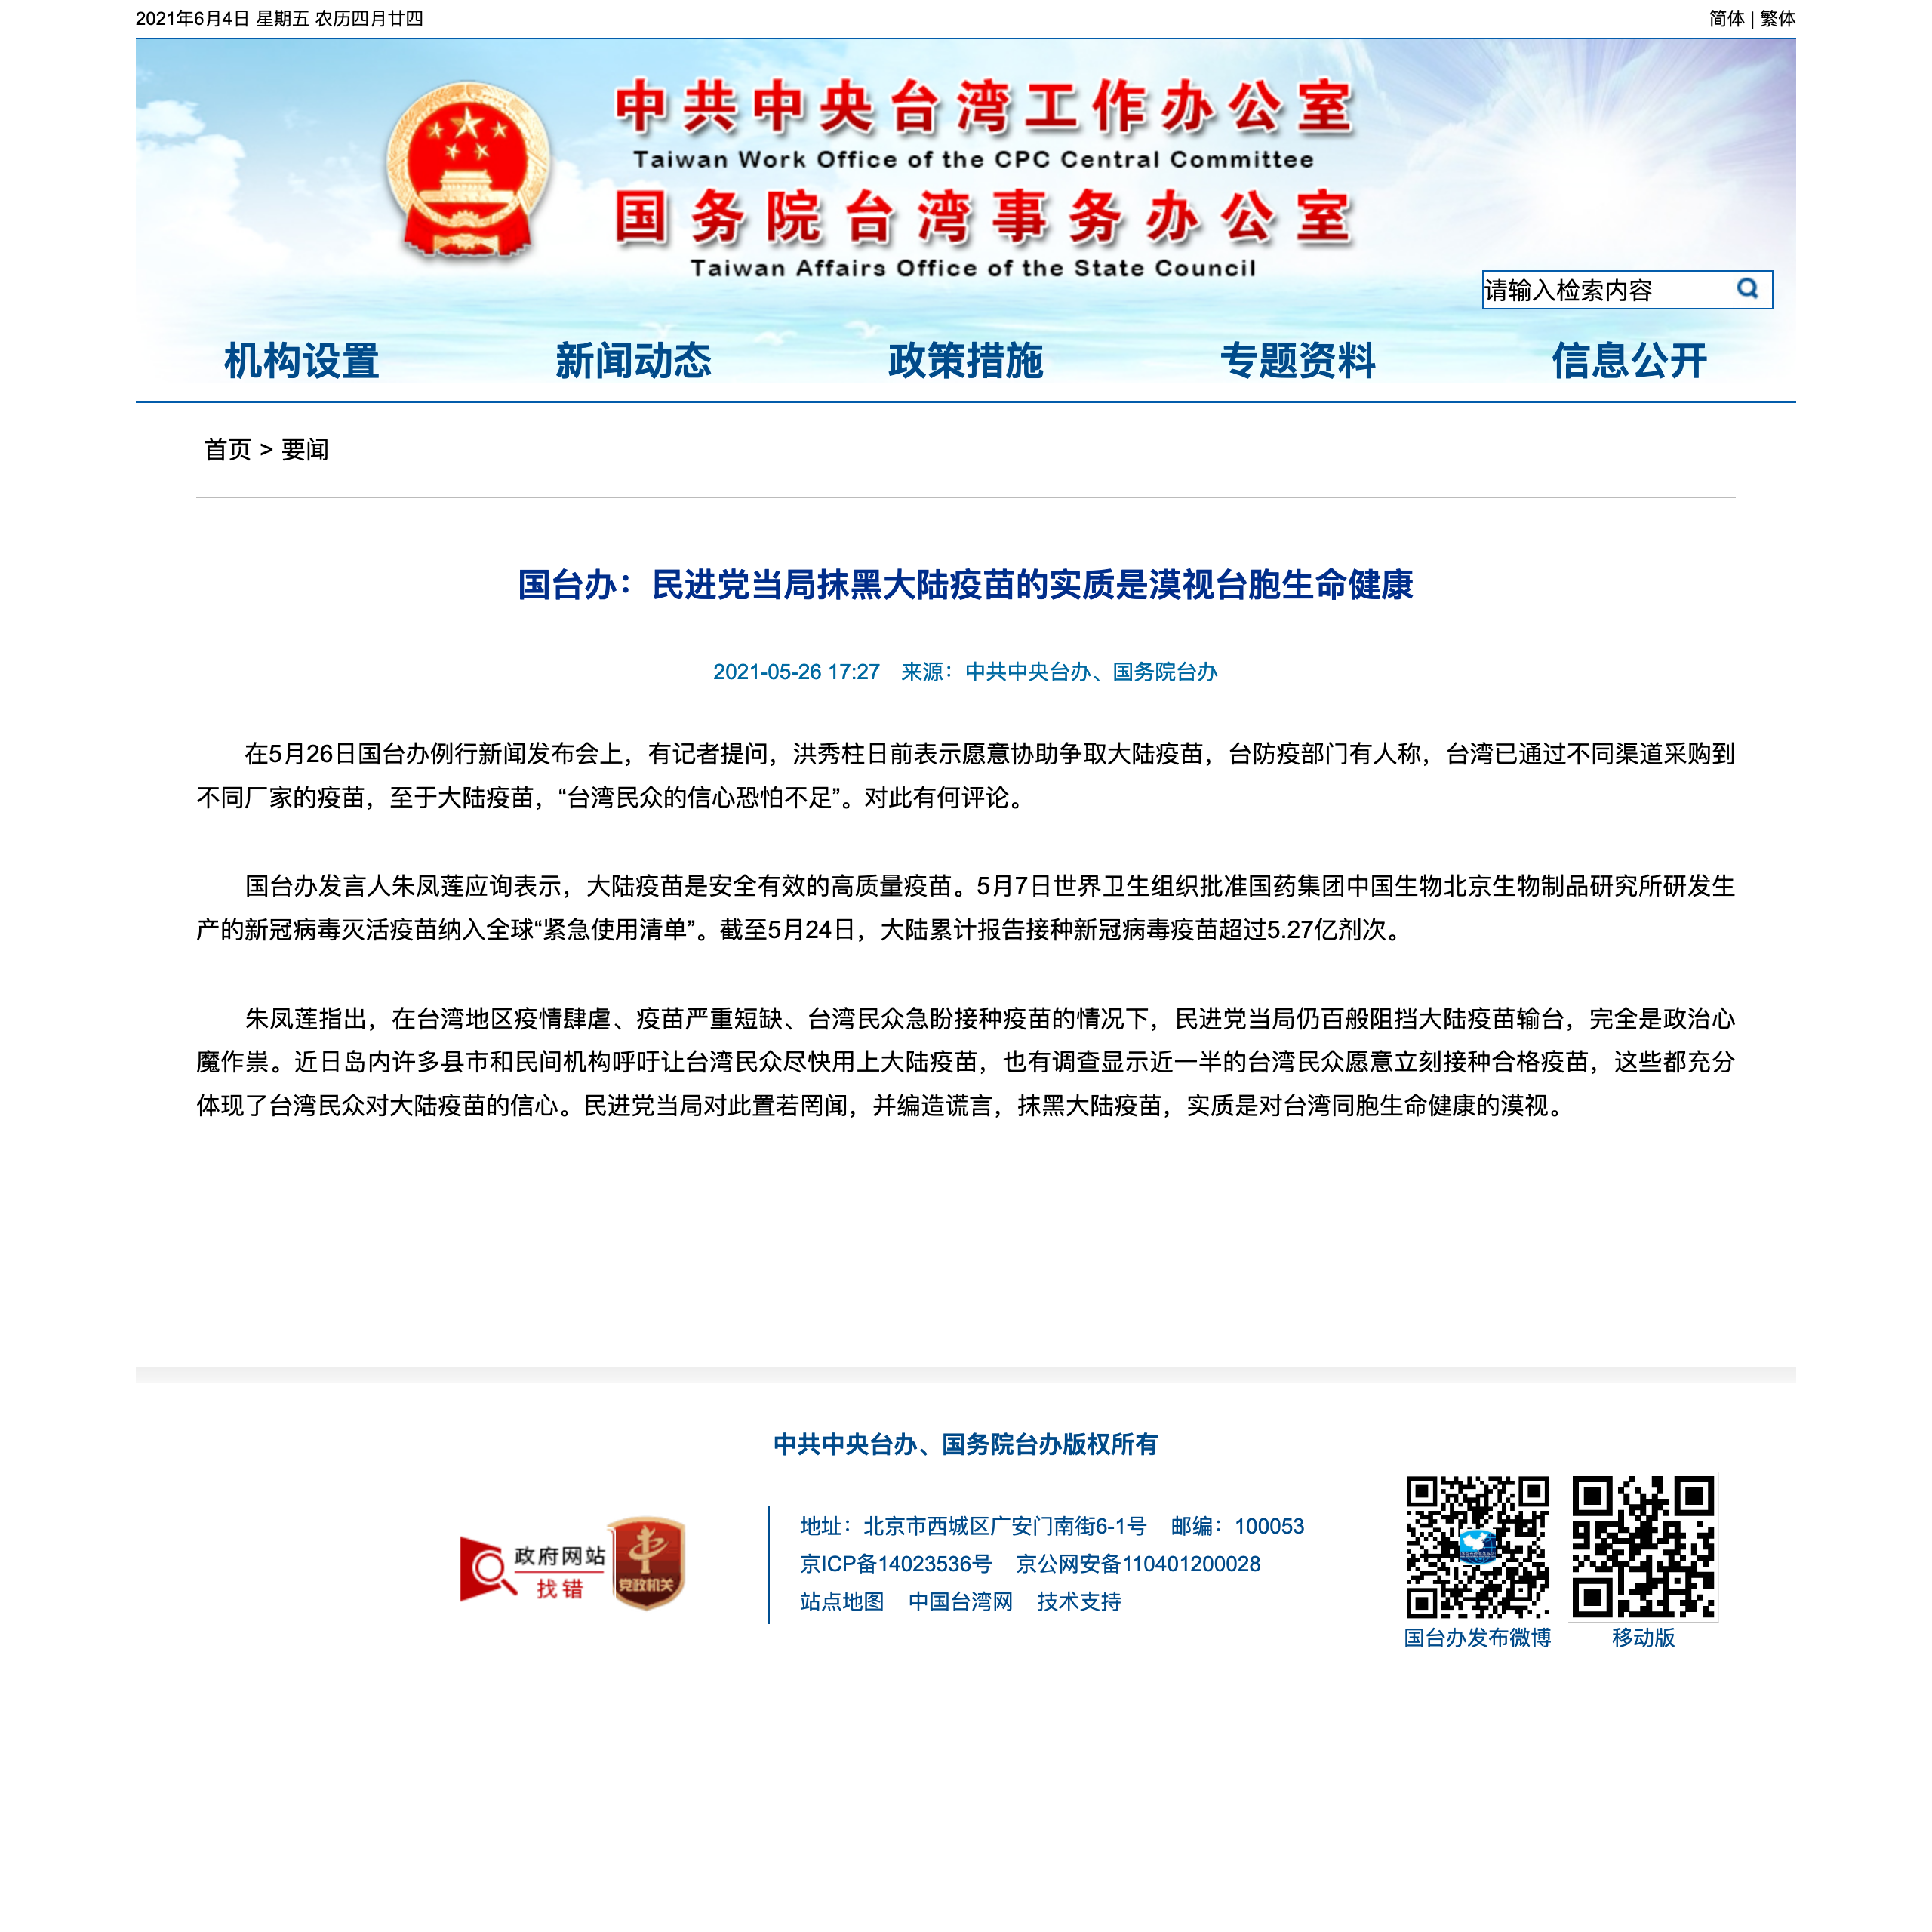 2021年6月4日 星期五 农历四月廿四
简体 | 繁体
中共中央台湾工作办公室
Taiwan Work Office of the CPC Central Committee
国务院台湾事务办公室
Taiwan Affairs Office of the State Council
请输入检索内容
机构设置 新闻动态 政策措施 专题资料 信息公开
首页 > 要闻
国台办：民进党当局抹黑大陆疫苗的实质是漠视台胞生命健康
2021-05-26 17:27 来源：中共中央台办、国务院台办
在5月26日国台办例行新闻发布会上，有记者提问，洪秀柱日前表示愿意协助争取大陆疫苗，台防疫部门有人称，台湾已通过不同渠道采购到
不同厂家的疫苗，至于大陆疫苗，“台湾民众的信心恐怕不足”。对此有何评论。
国台办发言人朱凤莲应询表示，大陆疫苗是安全有效的高质量疫苗。5月7日世界卫生组织批准国药集团中国生物北京生物制品研究所研发生
产的新冠病毒灭活疫苗纳入全球“紧急使用清单”。截至5月24日，大陆累计报告接种新冠病毒疫苗超过5.27亿剂次。
朱凤莲指出，在台湾地区疫情肆虐、疫苗严重短缺、台湾民众急盼接种疫苗的情况下，民进党当局仍百般阻挡大陆疫苗输台，完全是政治心
魔作祟。近日岛内许多县市和民间机构呼吁让台湾民众尽快用上大陆疫苗，也有调查显示近一半的台湾民众愿意立刻接种合格疫苗，这些都充分
体现了台湾民众对大陆疫苗的信心。民进党当局对此置若罔闻，并编造谎言，抹黑大陆疫苗，实质是对台湾同胞生命健康的漠视。
中共中央台办、国务院台办版权所有
政府网站
找错
党政机关
地址：北京市西城区广安门南街6-1号 邮编：100053
京ICP备14023536号 京公网安备110401200028
站点地图 中国台湾网 技术支持
国台办发布微博
移动版